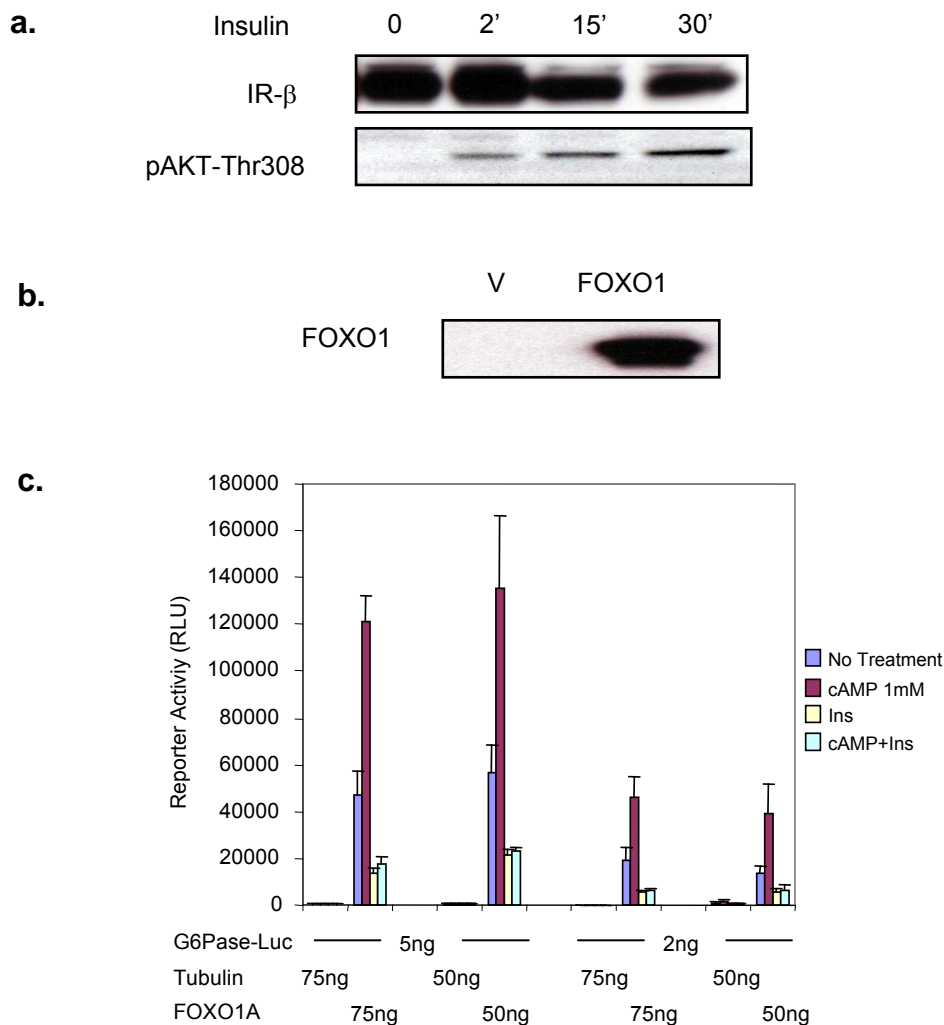 a.
Insulin 0 2’ 15’ 30’
IR-β
pAKT-Thr308
b.
V FOXO1
FOXO1
c.
180000
160000
140000
120000
100000
80000
60000
40000
20000
0
Reporter Activiy (RLU)
No Treatment
cAMP 1mM
Ins
cAMP+Ins
G6Pase-Luc 5ng 2ng
Tubulin 75ng 50ng 75ng 50ng
FOXO1A 75ng 50ng 75ng 50ng